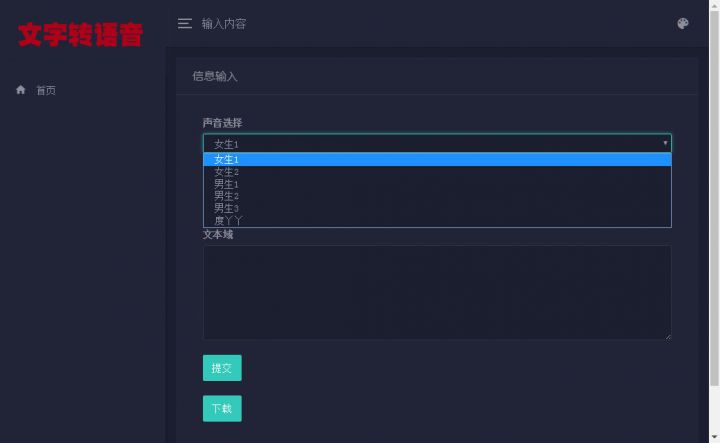 文字转语音
输入内容
首页
信息输入
声音选择
女生1
女生1
女生2
男生1
男生2
男生3
度丫丫
文本域
提交
下载